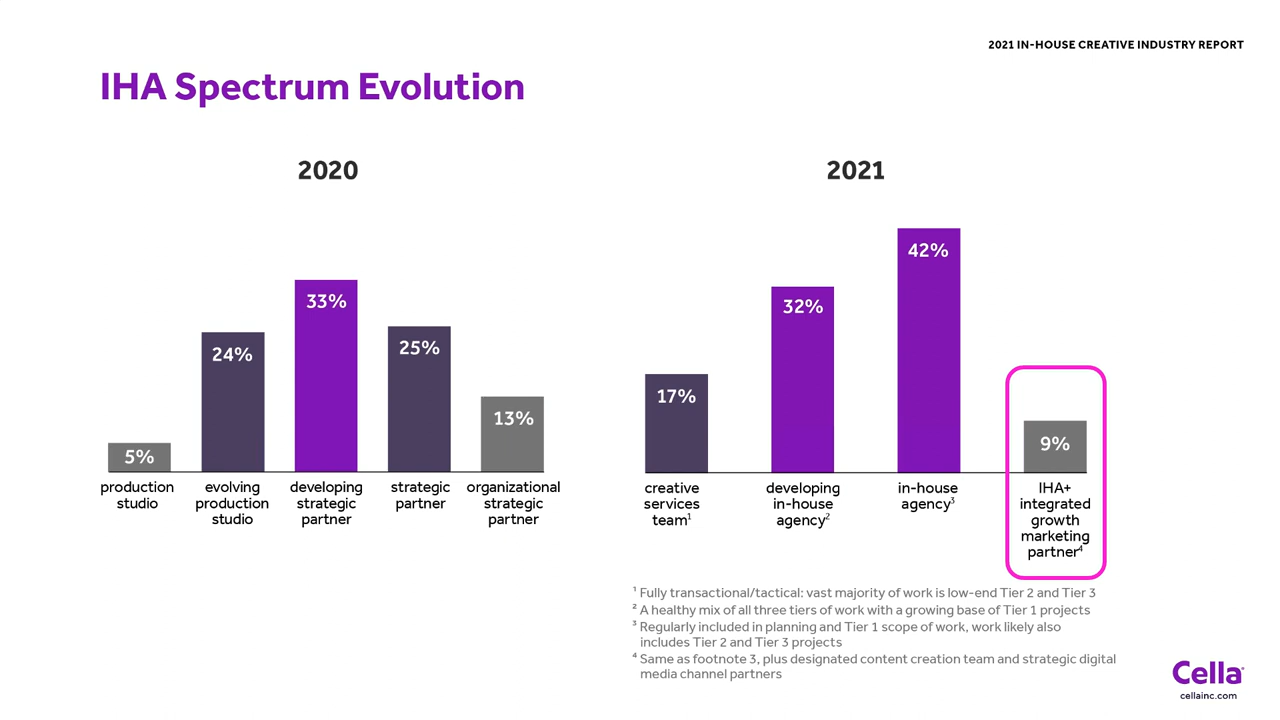 2021 IN-HOUSE CREATIVE INDUSTRY REPORT
IHA Spectrum Evolution
2020
5%
24%
33%
25%
13%
production
studio
evolving
production
studio
developing
strategic
partner
strategic
partner
organizational
strategic
partner
2021
17%
32%
42%
9%
creative
services
team¹
developing
in-house
agency²
in-house
agency³
IHA+
integrated
growth
marketing
partner⁴
¹ Fully transactional/tactical: vast majority of work is low-end Tier 2 and Tier 3
² A healthy mix of all three tiers of work with a growing base of Tier 1 projects
³ Regularly included in planning and Tier 1 scope of work, work likely also
includes Tier 2 and Tier 3 projects
⁴ Same as footnote 3, plus designated content creation team and strategic digital
media channel partners
Cella
cellainc.com